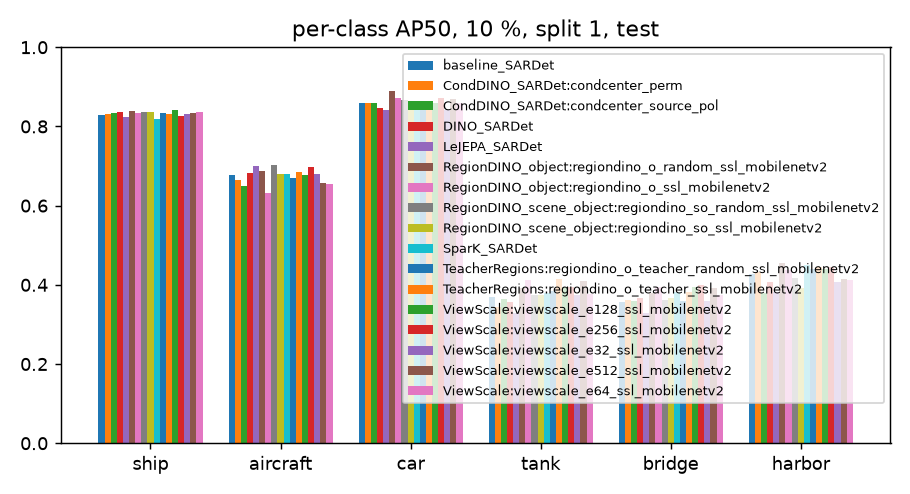 per-class AP50, 10 %, split 1, test
1.0
0.8
0.6
0.4
0.2
0.0
baseline_SARDet
CondDINO_SARDet:condcenter_perm
CondDINO_SARDet:condcenter_source_pol
DINO_SARDet
LeJEPA_SARDet
RegionDINO_object:regiondino_o_random_ssl_mobilenetv2
RegionDINO_object:regiondino_o_ssl_mobilenetv2
RegionDINO_scene_object:regiondino_so_random_ssl_mobilenetv2
RegionDINO_scene_object:regiondino_so_ssl_mobilenetv2
SparK_SARDet
TeacherRegions:regiondino_o_teacher_random_ssl_mobilenetv2
TeacherRegions:regiondino_o_teacher_ssl_mobilenetv2
ViewScale:viewscale_e128_ssl_mobilenetv2
ViewScale:viewscale_e256_ssl_mobilenetv2
ViewScale:viewscale_e32_ssl_mobilenetv2
ViewScale:viewscale_e512_ssl_mobilenetv2
ViewScale:viewscale_e64_ssl_mobilenetv2
ship aircraft car tank bridge harbor